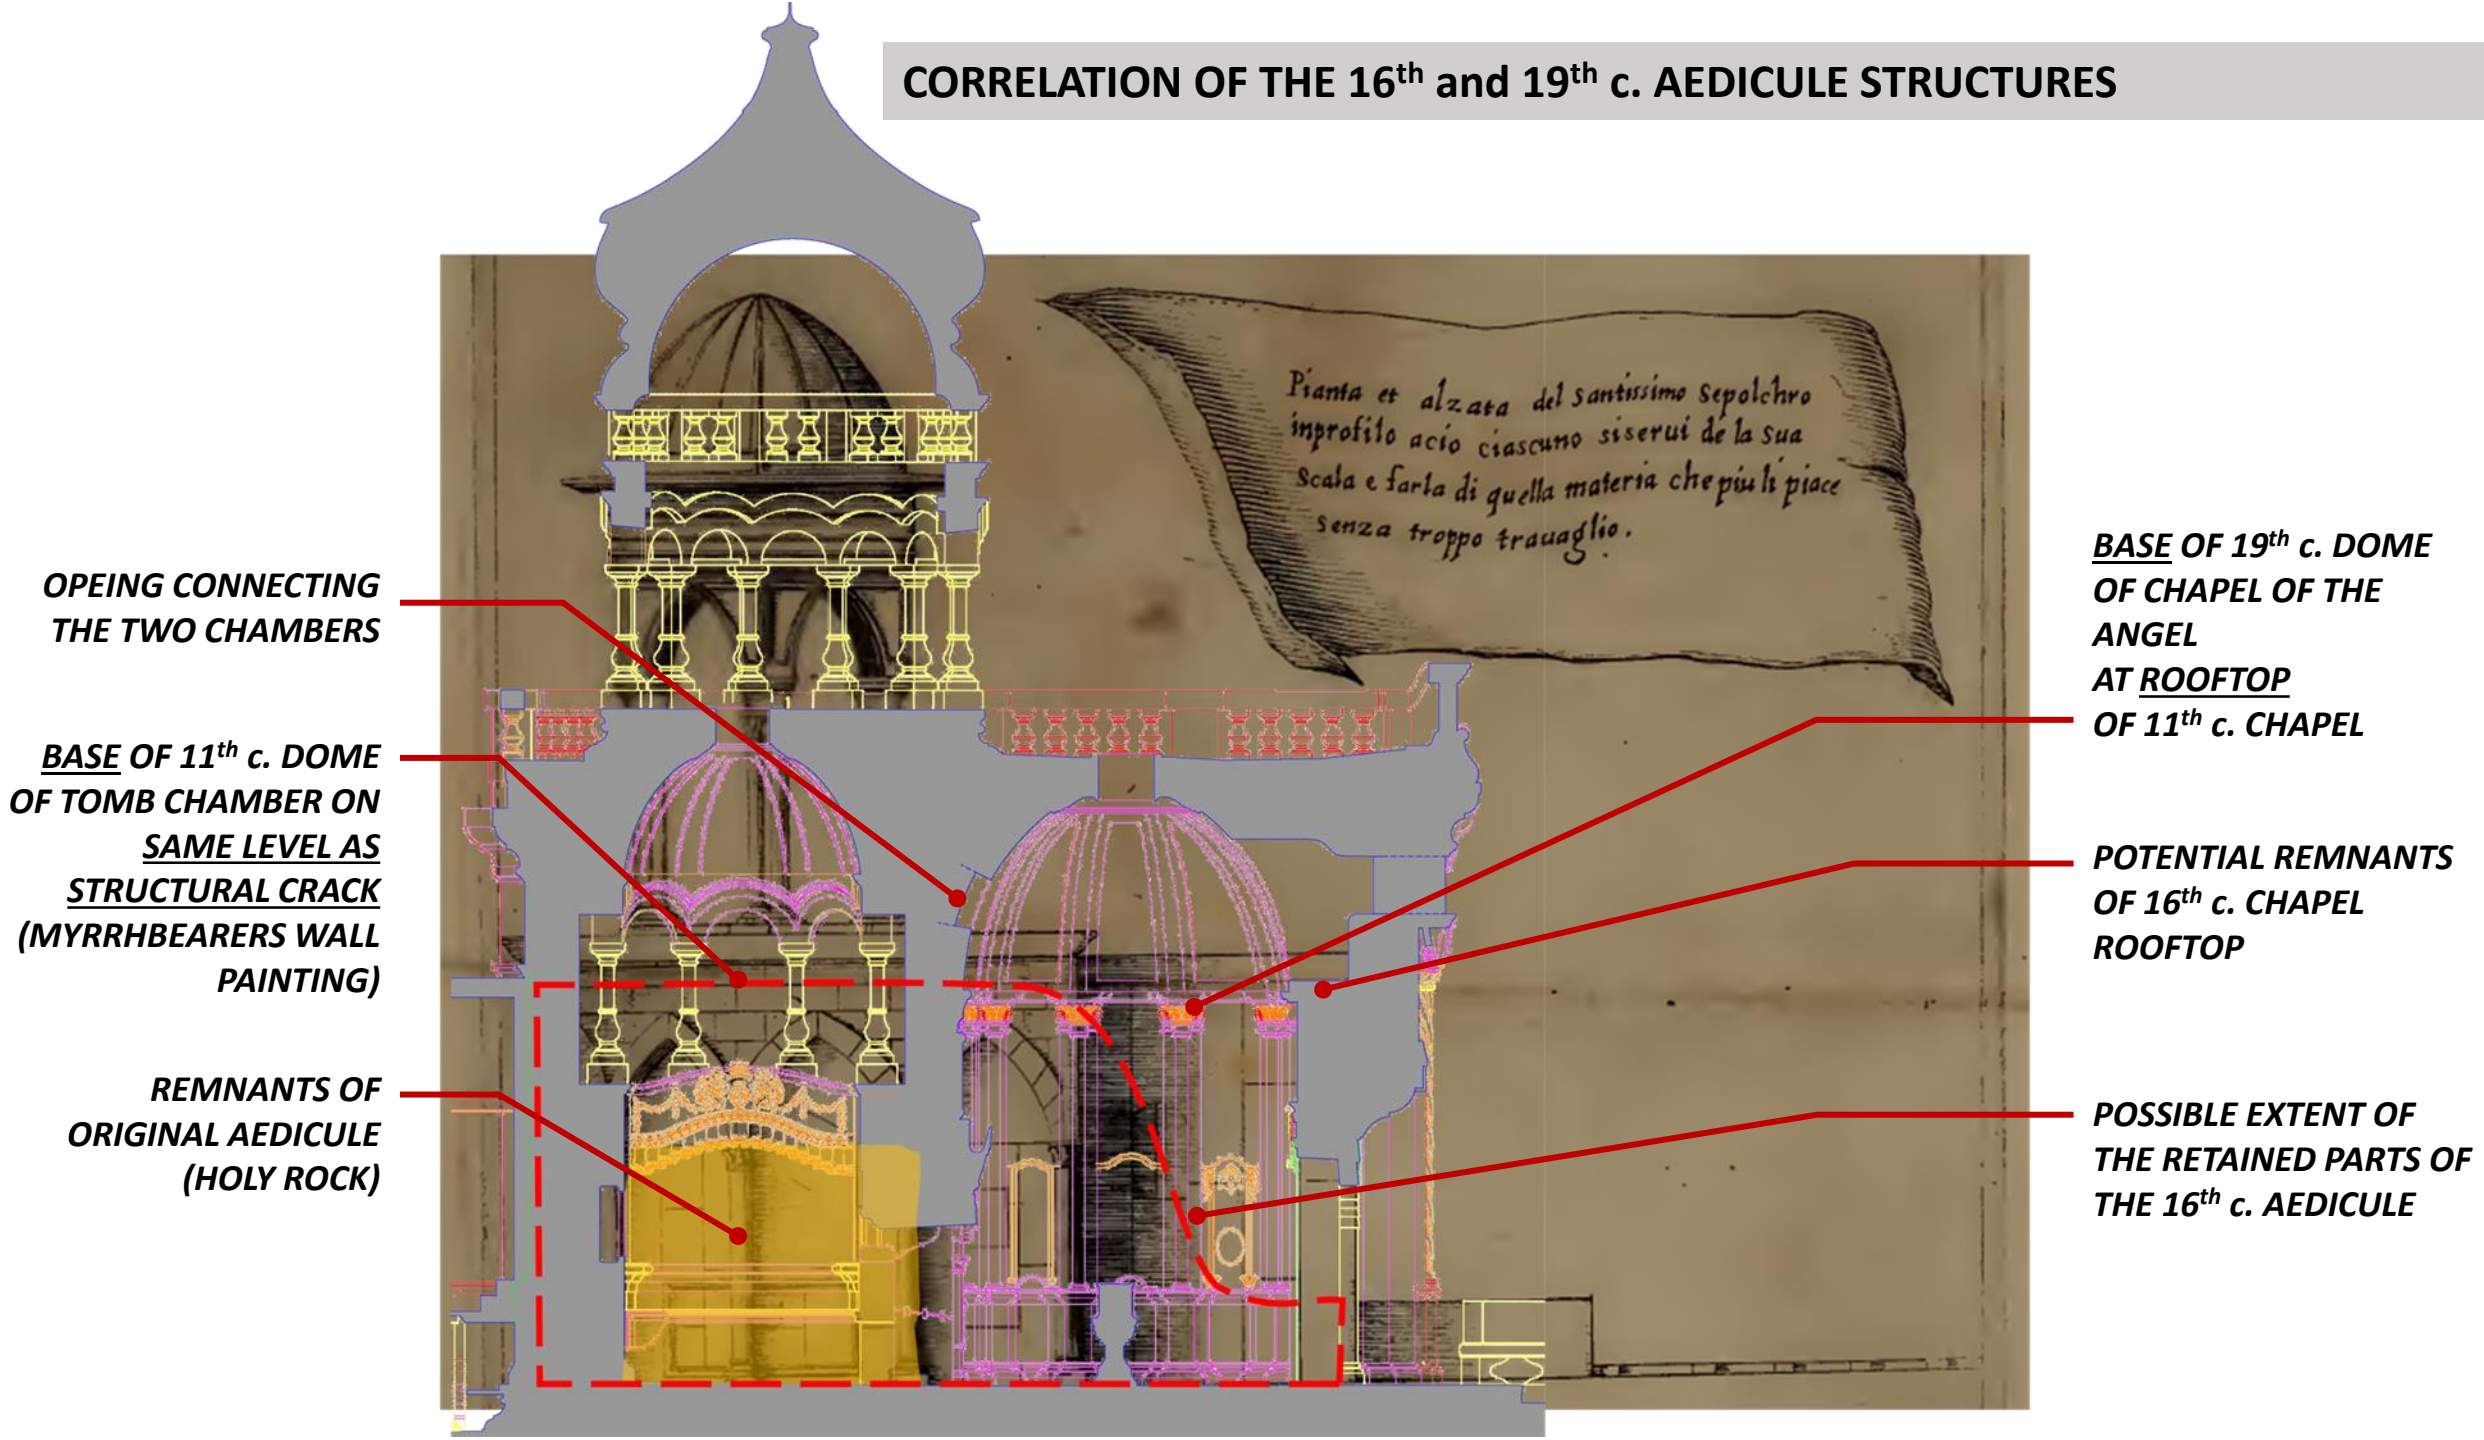 CORRELATION OF THE 16th and 19th c. AEDICULE STRUCTURES
Pianta et alzata del santissimo Sepolchro
inprofilo acio ciascuno siserui de la sua
Scala e farla di quella materia che piu li piace
senza troppo trauaglio.
OPEING CONNECTING
THE TWO CHAMBERS
BASE OF 11th c. DOME
OF TOMB CHAMBER ON
SAME LEVEL AS
STRUCTURAL CRACK
(MYRRHBEARERS WALL
PAINTING)
REMNANTS OF
ORIGINAL AEDICULE
(HOLY ROCK)
BASE OF 19th c. DOME
OF CHAPEL OF THE
ANGEL
AT ROOFTOP
OF 11th c. CHAPEL
POTENTIAL REMNANTS
OF 16th c. CHAPEL
ROOFTOP
POSSIBLE EXTENT OF
THE RETAINED PARTS OF
THE 16th c. AEDICULE